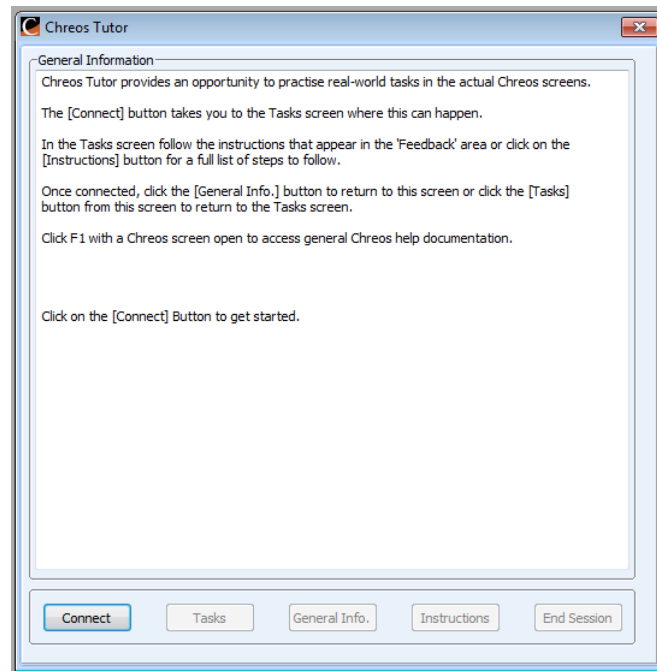 Chreos Tutor
General Information
Chreos Tutor provides an opportunity to practise real-world tasks in the actual Chreos screens.
The [Connect] button takes you to the Tasks screen where this can happen.
In the Tasks screen follow the instructions that appear in the 'Feedback' area or click on the
[Instructions] button for a full list of steps to follow.
Once connected, click the [General Info.] button to return to this screen or click the [Tasks]
button from this screen to return to the Tasks screen.
Click F1 with a Chreos screen open to access general Chreos help documentation.
Click on the [Connect] Button to get started.
Connect Tasks General Info. Instructions End Session